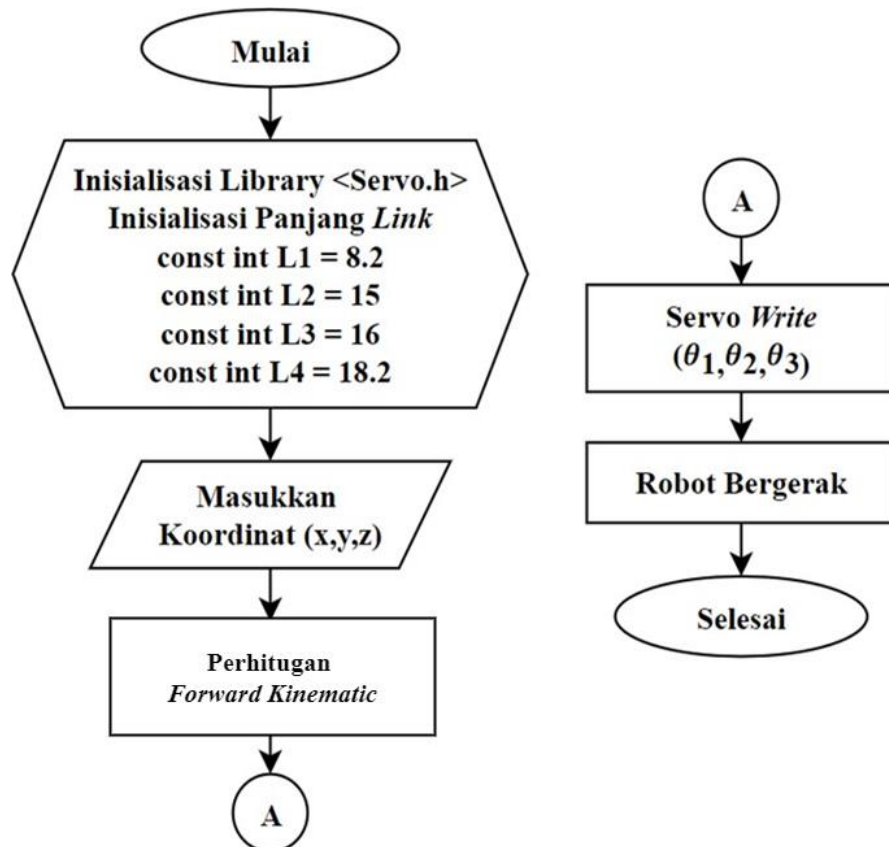 Mulai
Inisialisasi Library <Servo.h>
Inisialisasi Panjang Link
const int L1 = 8.2
const int L2 = 15
const int L3 = 16
const int L4 = 18.2
Masukkan
Koordinat (x,y,z)
Perhitugan
Forward Kinematic
A
A
Servo Write
(θ1,θ2,θ3)
Robot Bergerak
Selesai